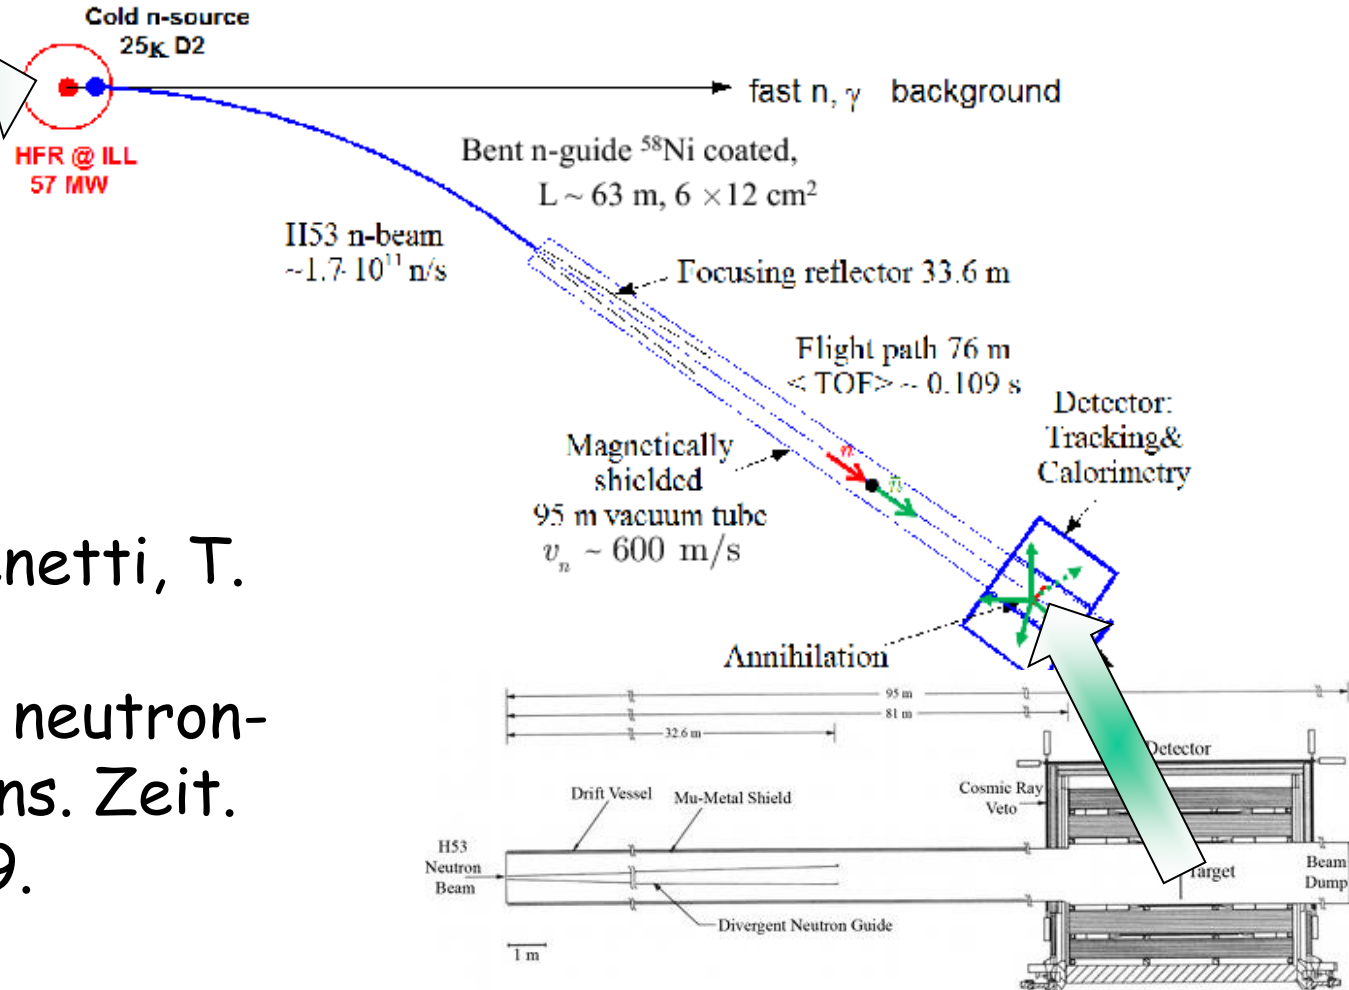 Cold n-source
25K D2
fast n, γ background
HFR @ ILL
57 MW
Bent n-guide ⁵⁸Ni coated,
L ~ 63 m, 6 ×12 cm²
H53 n-beam
~1.7·10¹¹ n/s
Focusing reflector 33.6 m
Flight path 76 m
< TOF> ~ 0.109 s
Detector:
Tracking&
Calorimetry
Magnetically
shielded
95 m vacuum tube
vₙ ~ 600 m/s
n
ñ
Annihilation
netti, T.
neutron-
ns. Zeit.
9.
95 m
81 m
32.6 m
Detector
Drift Vessel
Mu-Metal Shield
Cosmic Ray
Veto
H53
Neutron
Beam
Target
Beam
Dump
Divergent Neutron Guide
1 m